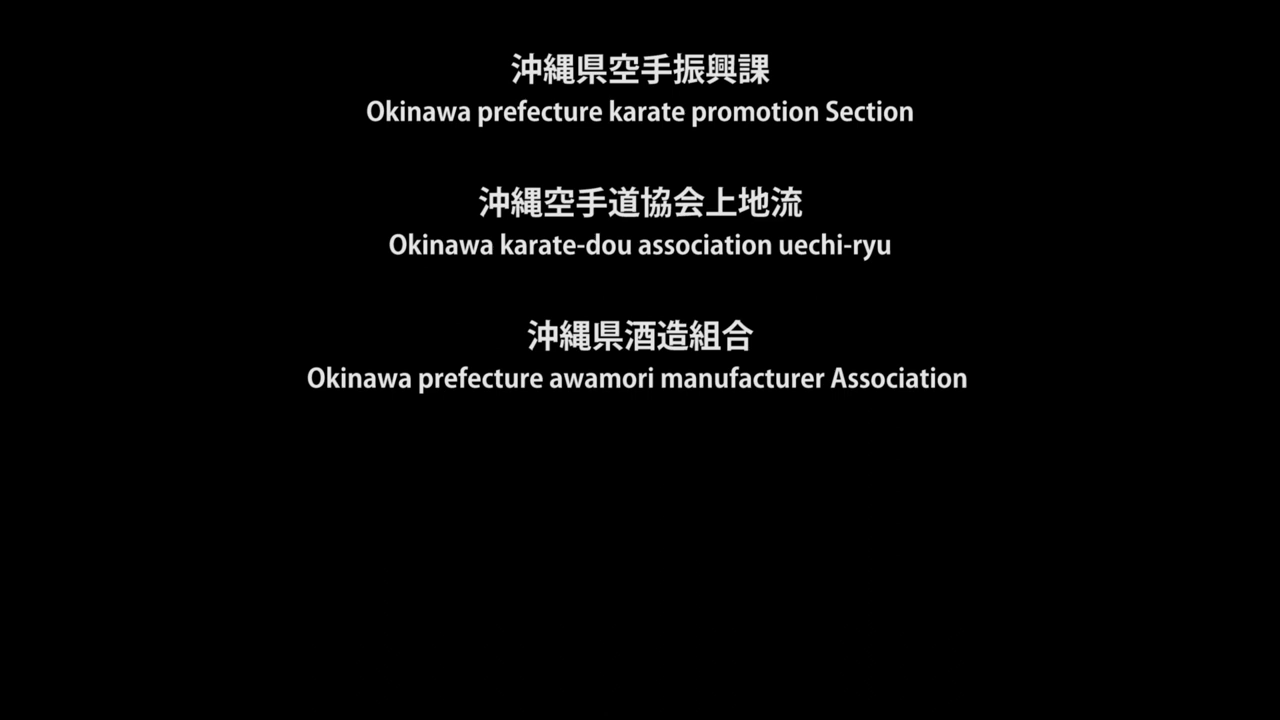 沖縄県空手振興課
Okinawa prefecture karate promotion Section
沖縄空手道協会上地流
Okinawa karate-dou association uechi-ryu
沖縄県酒造組合
Okinawa prefecture awamori manufacturer Association